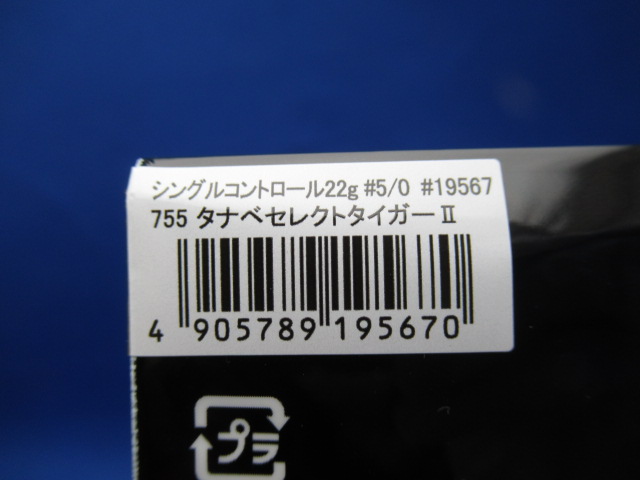 シングルコントロール22g #5/0 #19567
755 タナベセレクトタイガーⅡ
4 905789 195670
プラ